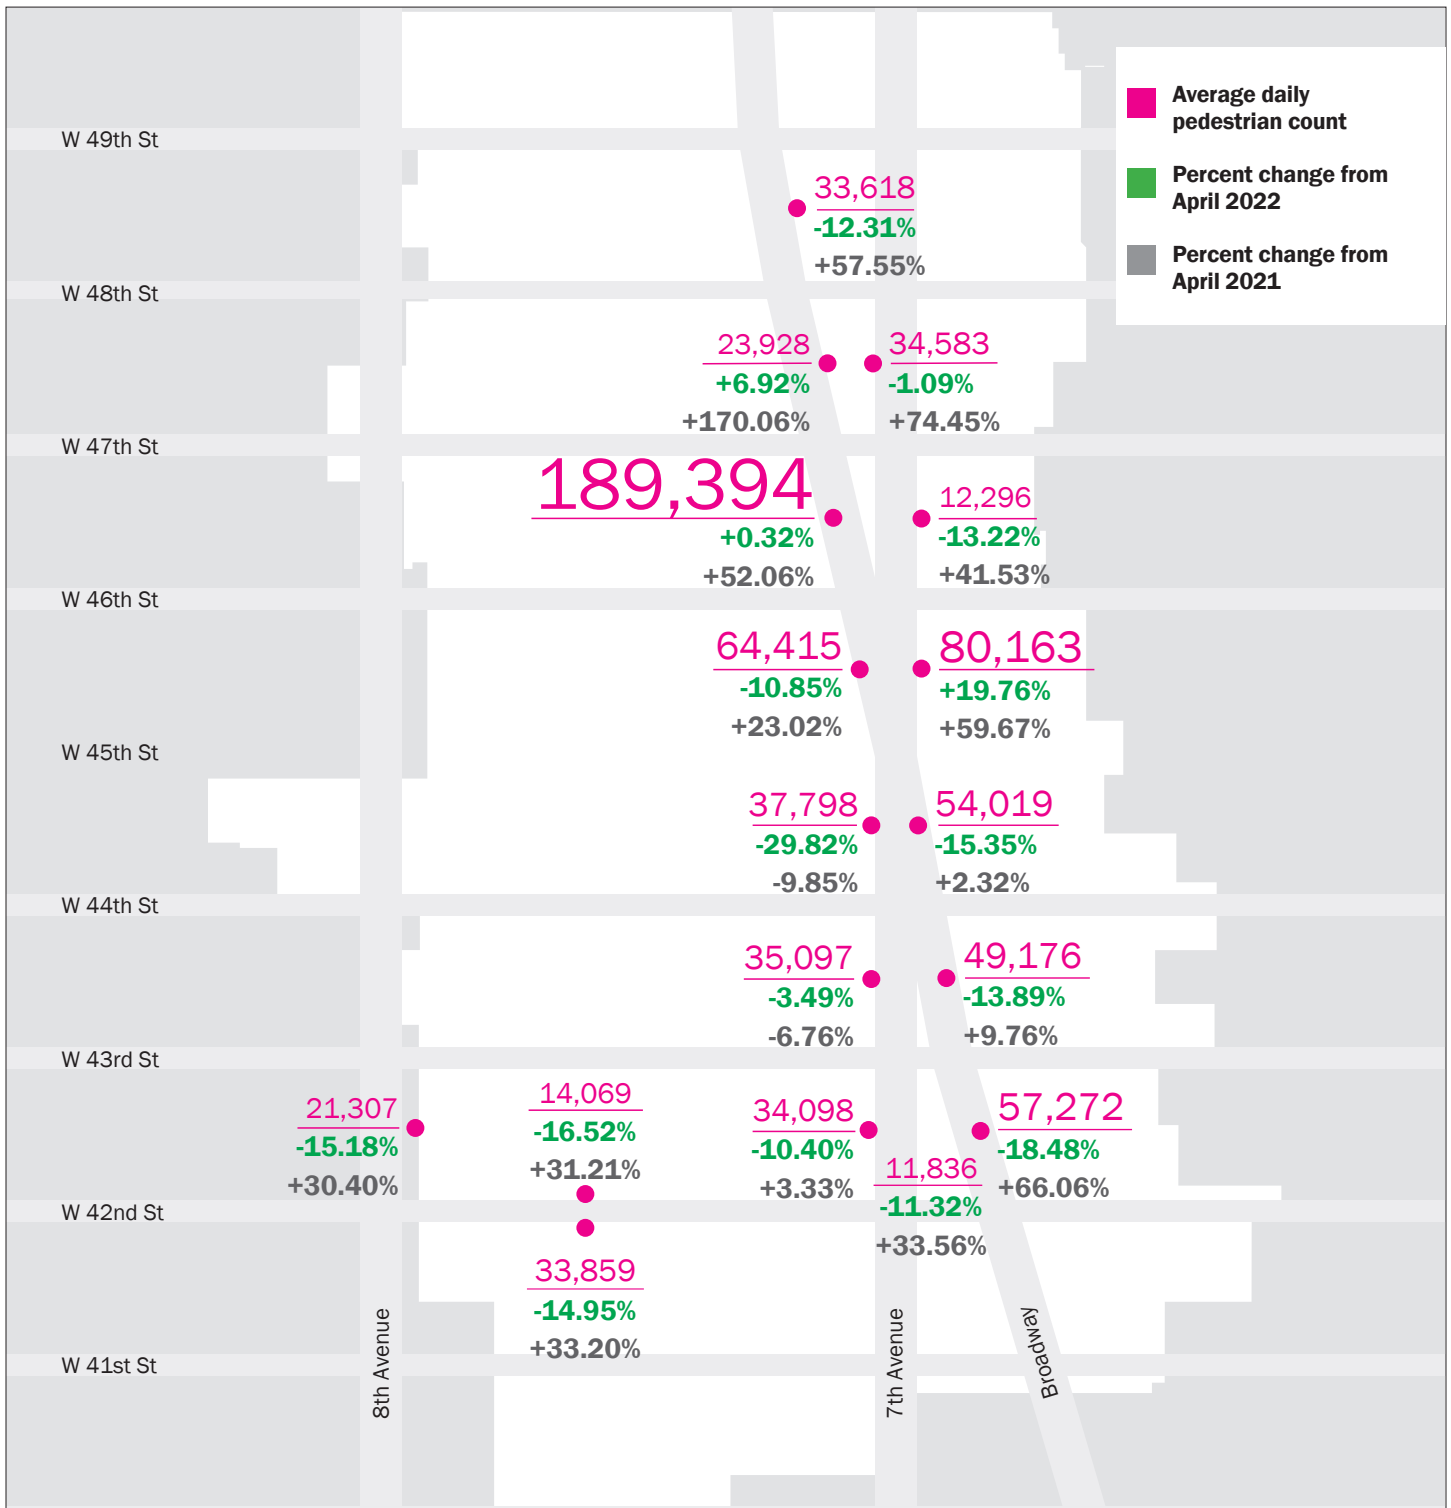 Average daily
pedestrian count
Percent change from
April 2022
Percent change from
April 2021
W 49th St
33,618
-12.31%
+57.55%
W 48th St
23,928
+6.92%
+170.06%
34,583
-1.09%
+74.45%
W 47th St
189,394
+0.32%
+52.06%
12,296
-13.22%
+41.53%
W 46th St
64,415
-10.85%
+23.02%
80,163
+19.76%
+59.67%
W 45th St
37,798
-29.82%
-9.85%
54,019
-15.35%
+2.32%
W 44th St
35,097
-3.49%
-6.76%
49,176
-13.89%
+9.76%
W 43rd St
21,307
-15.18%
+30.40%
14,069
-16.52%
+31.21%
34,098
-10.40%
+3.33%
11,836
-11.32%
+33.56%
57,272
-18.48%
+66.06%
W 42nd St
33,859
-14.95%
+33.20%
W 41st St
8th Avenue
7th Avenue
Broadway